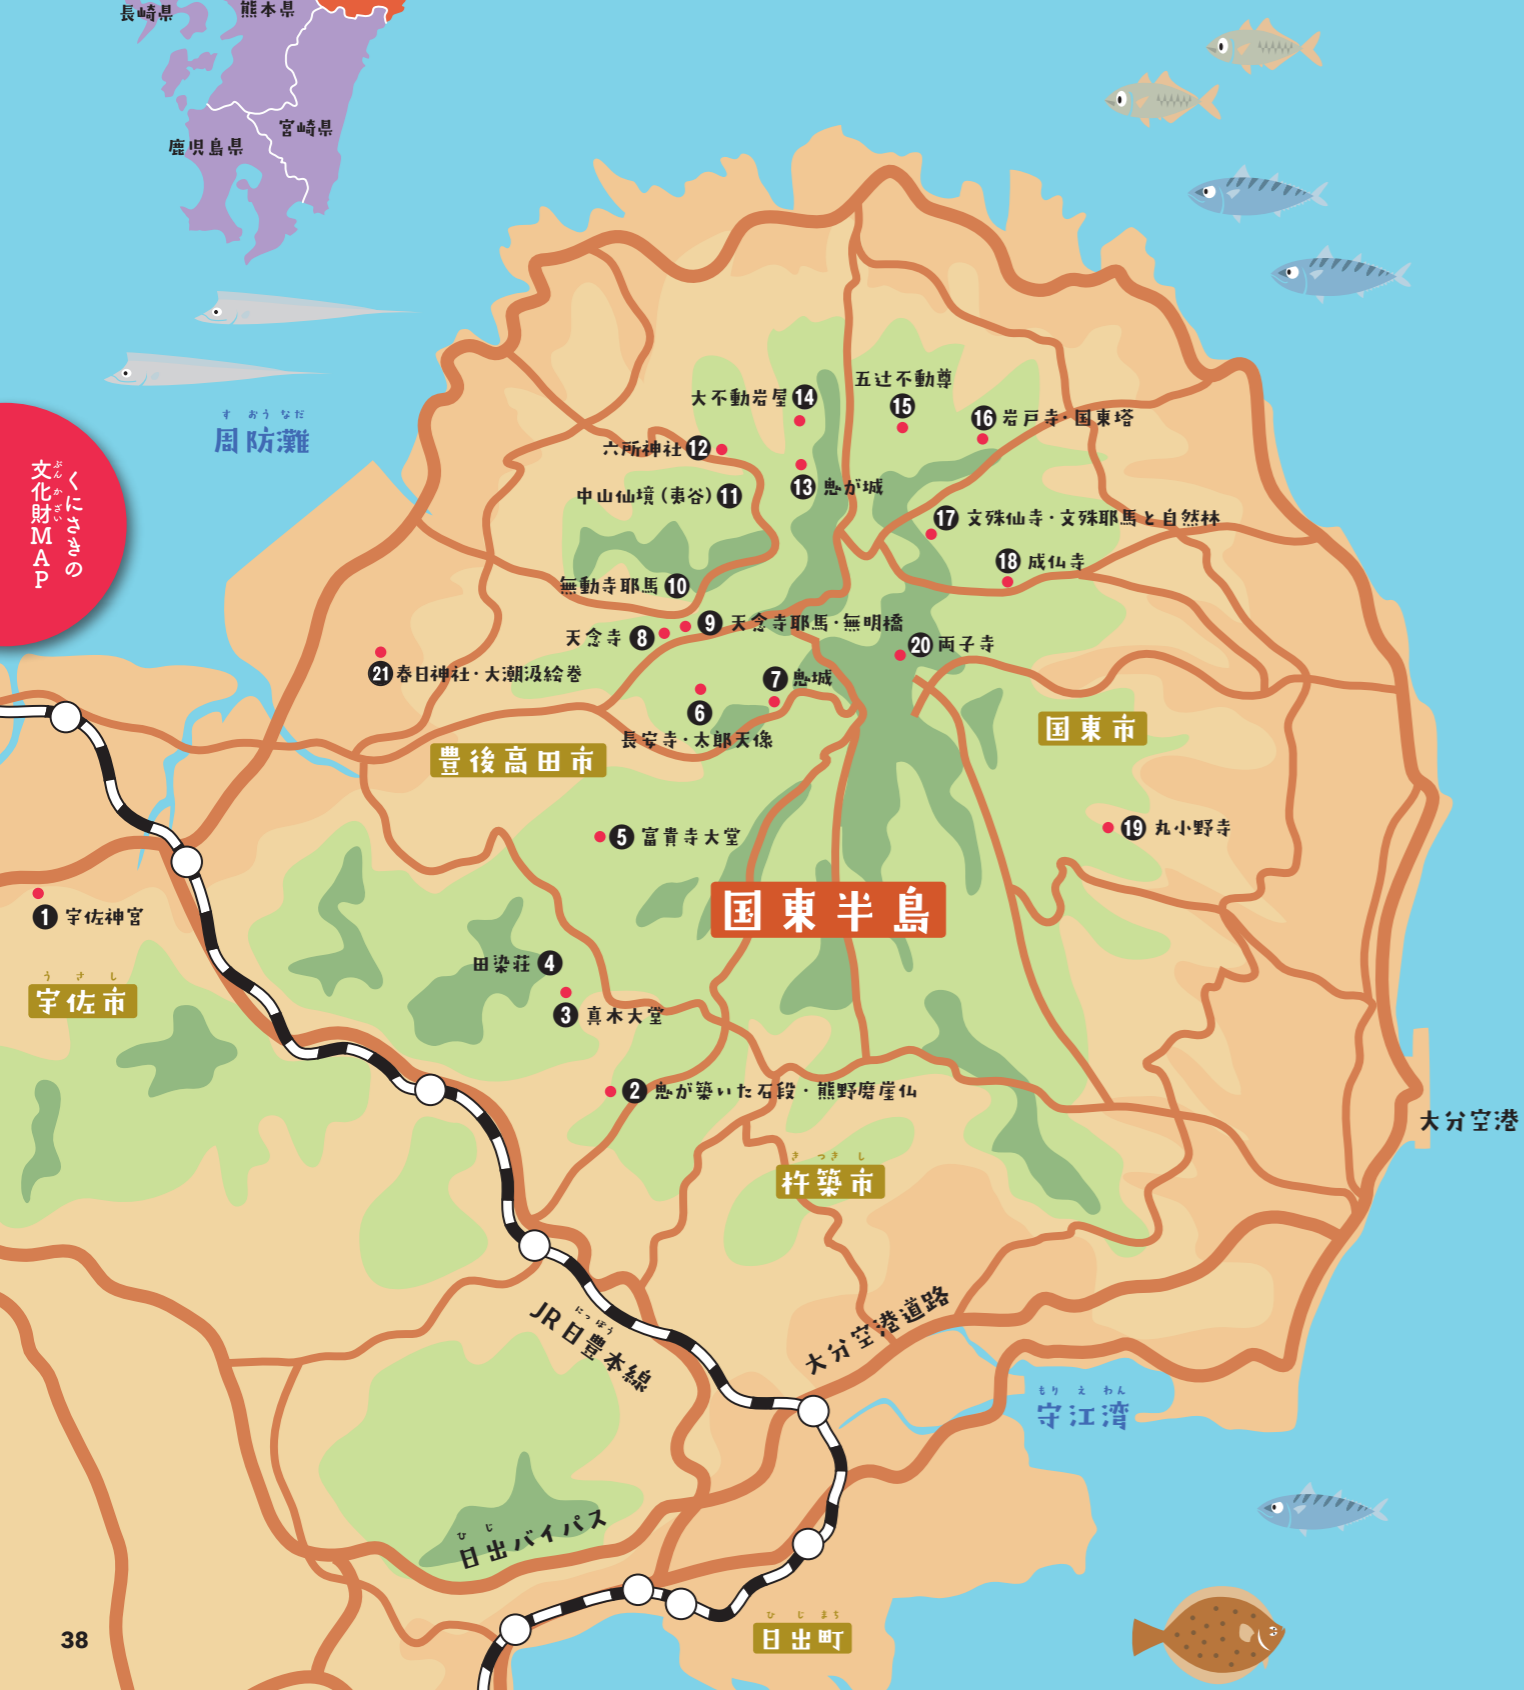 長崎県
熊本県
宮崎県
鹿児島県
す おう なだ
周防灘
くにさきの
ぶん か ざい
文化財MAP
大不動岩屋 14
五辻不動尊
15
16 岩戸寺・国東塔
六所神社 12
13 鬼が城
中山仙境(夷谷) 11
17 文殊仙寺・文殊耶馬と自然林
18 成仏寺
無動寺耶馬 10
9 天念寺耶馬・無明橋
天念寺 8
20 両子寺
21 春日神社・大潮汲絵巻
7 鬼城
6
長安寺・太郎天像
国東市
豊後高田市
5 富貴寺大堂
19 丸小野寺
国東半島
1 宇佐神宮
田染荘 4
う さ し
宇佐市
3 真木大堂
2 鬼が築いた石段・熊野磨崖仏
大分空港
き つき し
杵築市
にっ ぽう
JR日豊本線
大分空港道路
もり え わん
守江湾
ひ じ
日出バイパス
ひ じ まち
日出町
38